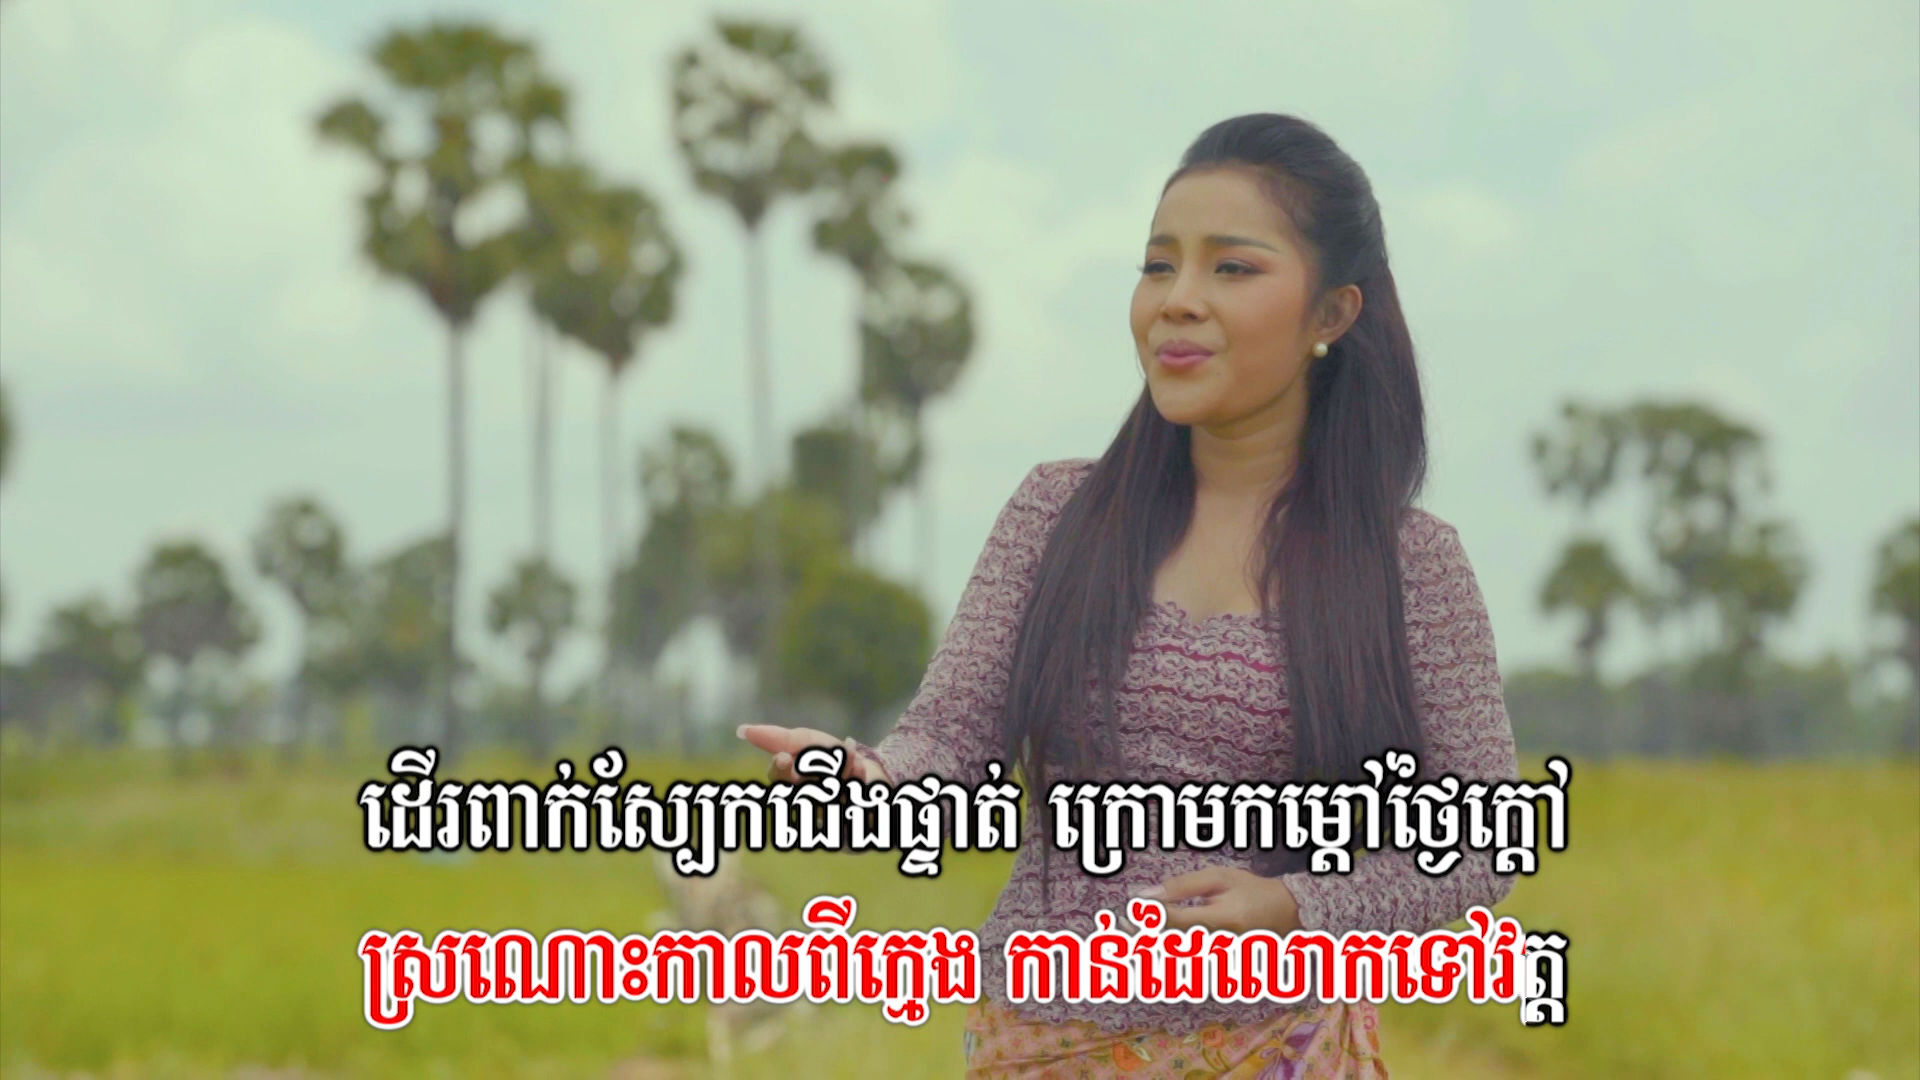 ដើរពាក់ស្បែកជើងផ្ទាត់ ក្រោមកម្ដៅថ្ងៃក្ដៅ
ស្រណោះកាលពីក្មេង កាន់ដៃលោកទៅវត្ត